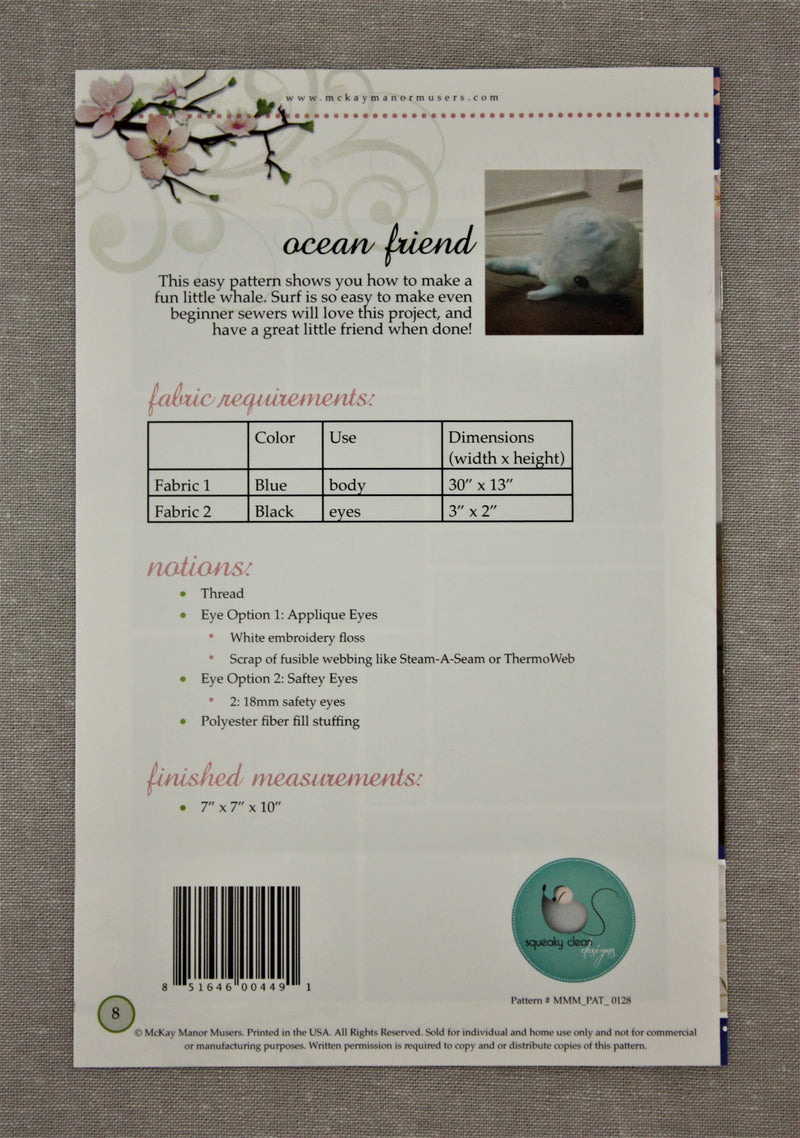 www.mckaymanormusers.com
ocean friend
This easy pattern shows you how to make a
fun little whale. Surf is so easy to make even
beginner sewers will love this project, and
have a great little friend when done!
fabric requirements:
Color Use Dimensions
(width x height)
Fabric 1 Blue body 30” x 13”
Fabric 2 Black eyes 3” x 2”
notions:
• Thread
• Eye Option 1: Applique Eyes
• White embroidery floss
• Scrap of fusible webbing like Steam-A-Seam or ThermoWeb
• Eye Option 2: Saftey Eyes
• 2: 18mm safety eyes
• Polyester fiber fill stuffing
finished measurements:
• 7” x 7” x 10”
squeaky clean
designs
8 51646 00449 1
Pattern # MMM_PAT_ 0128
8
© McKay Manor Musers. Printed in the USA. All Rights Reserved. Sold for individual and home use only and not for commercial
or manufacturing purposes. Written permission is required to copy and or distribute copies of this pattern.